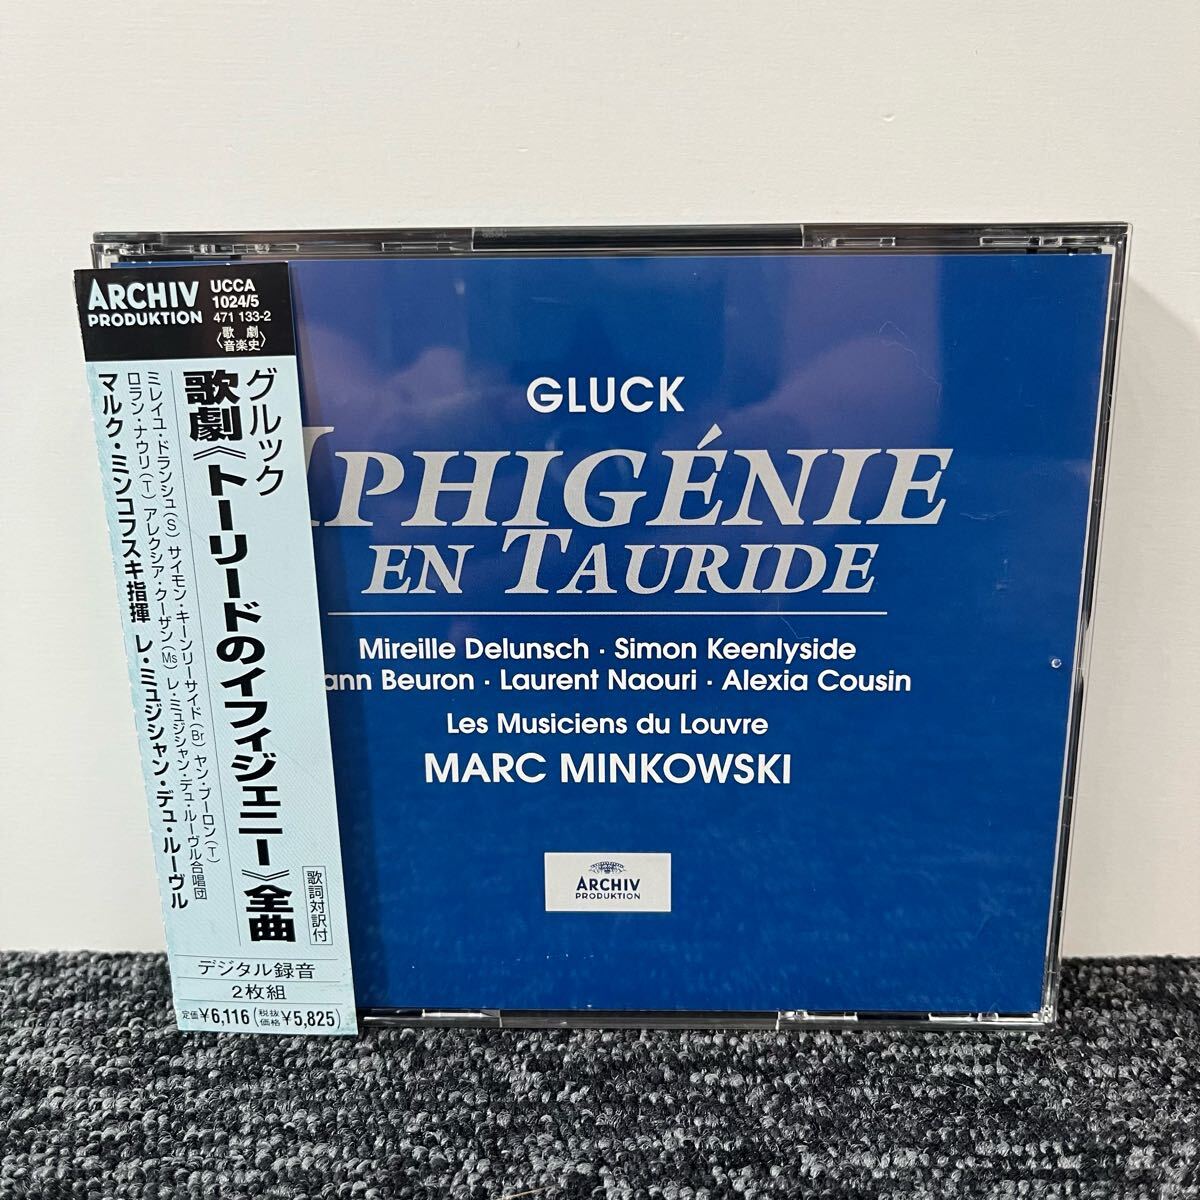 ARCHIV
PRODUKTION
UCCA
1024/5
471 133-2
〈歌劇
音楽史〉
グルック
歌劇《トーリードのイフィジェニー》全曲
ミレイユ・ドランシュ(S) サイモン・キーンリーサイド(Br) ヤン・ブーロン(T)
ロラン・ナウリ(T) アレクシア・クーザン(Ms) レ・ミュジシャン・デュ・ルーヴル合唱団
マルク・ミンコフスキ指揮 レ・ミュジシャン・デュ・ルーヴル
歌詞対訳付
デジタル録音
2枚組
定価¥6,116(税抜価格¥5,825)
GLUCK
IPHIGÉNIE
EN TAURIDE
Mireille Delunsch · Simon Keenlyside
ann Beuron · Laurent Naouri · Alexia Cousin
Les Musiciens du Louvre
MARC MINKOWSKI
ARCHIV
PRODUKTION